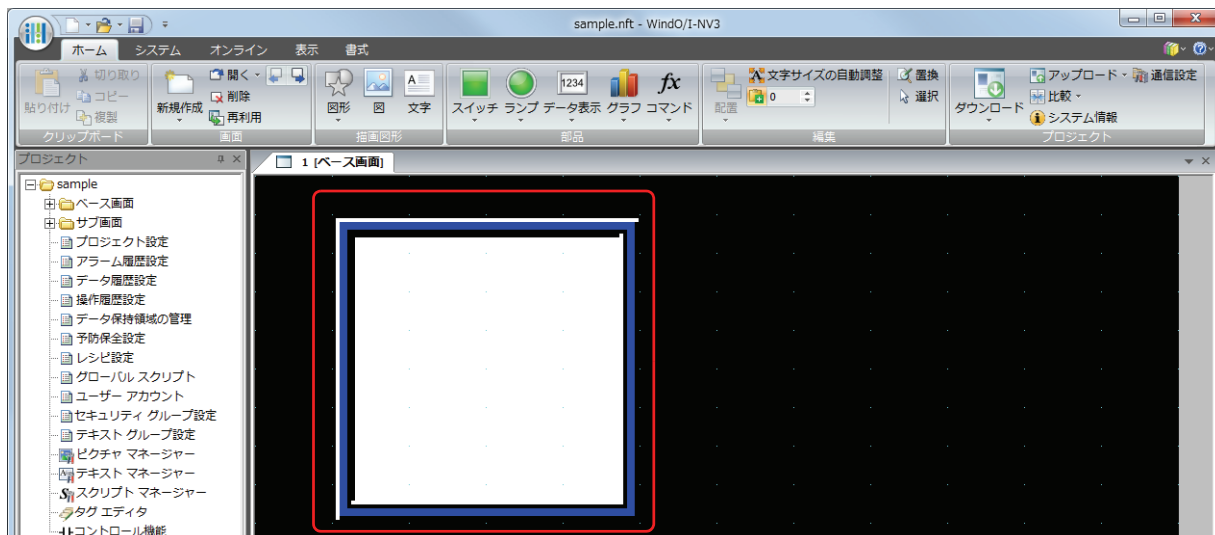 sample.nft - WindO/I-NV3
ホーム システム オンライン 表示 書式
切り取り
コピー
複製
貼り付け
クリップボード
新規作成
開く
削除
再利用
画面
図形 図 文字
描画図形
1234
スイッチ ランプ データ表示 グラフ fx コマンド
部品
配置
文字サイズの自動調整
0
置換
選択
編集
ダウンロード
アップロード
通信設定
比較
システム情報
プロジェクト
プロジェクト
1 [ベース画面]
sample
ベース画面
サブ画面
プロジェクト設定
アラーム履歴設定
データ履歴設定
操作履歴設定
データ保持領域の管理
予防保全設定
レシピ設定
グローバル スクリプト
ユーザー アカウント
セキュリティ グループ設定
テキスト グループ設定
ピクチャ マネージャー
テキスト マネージャー
スクリプト マネージャー
タグ エディタ
コントロール機能